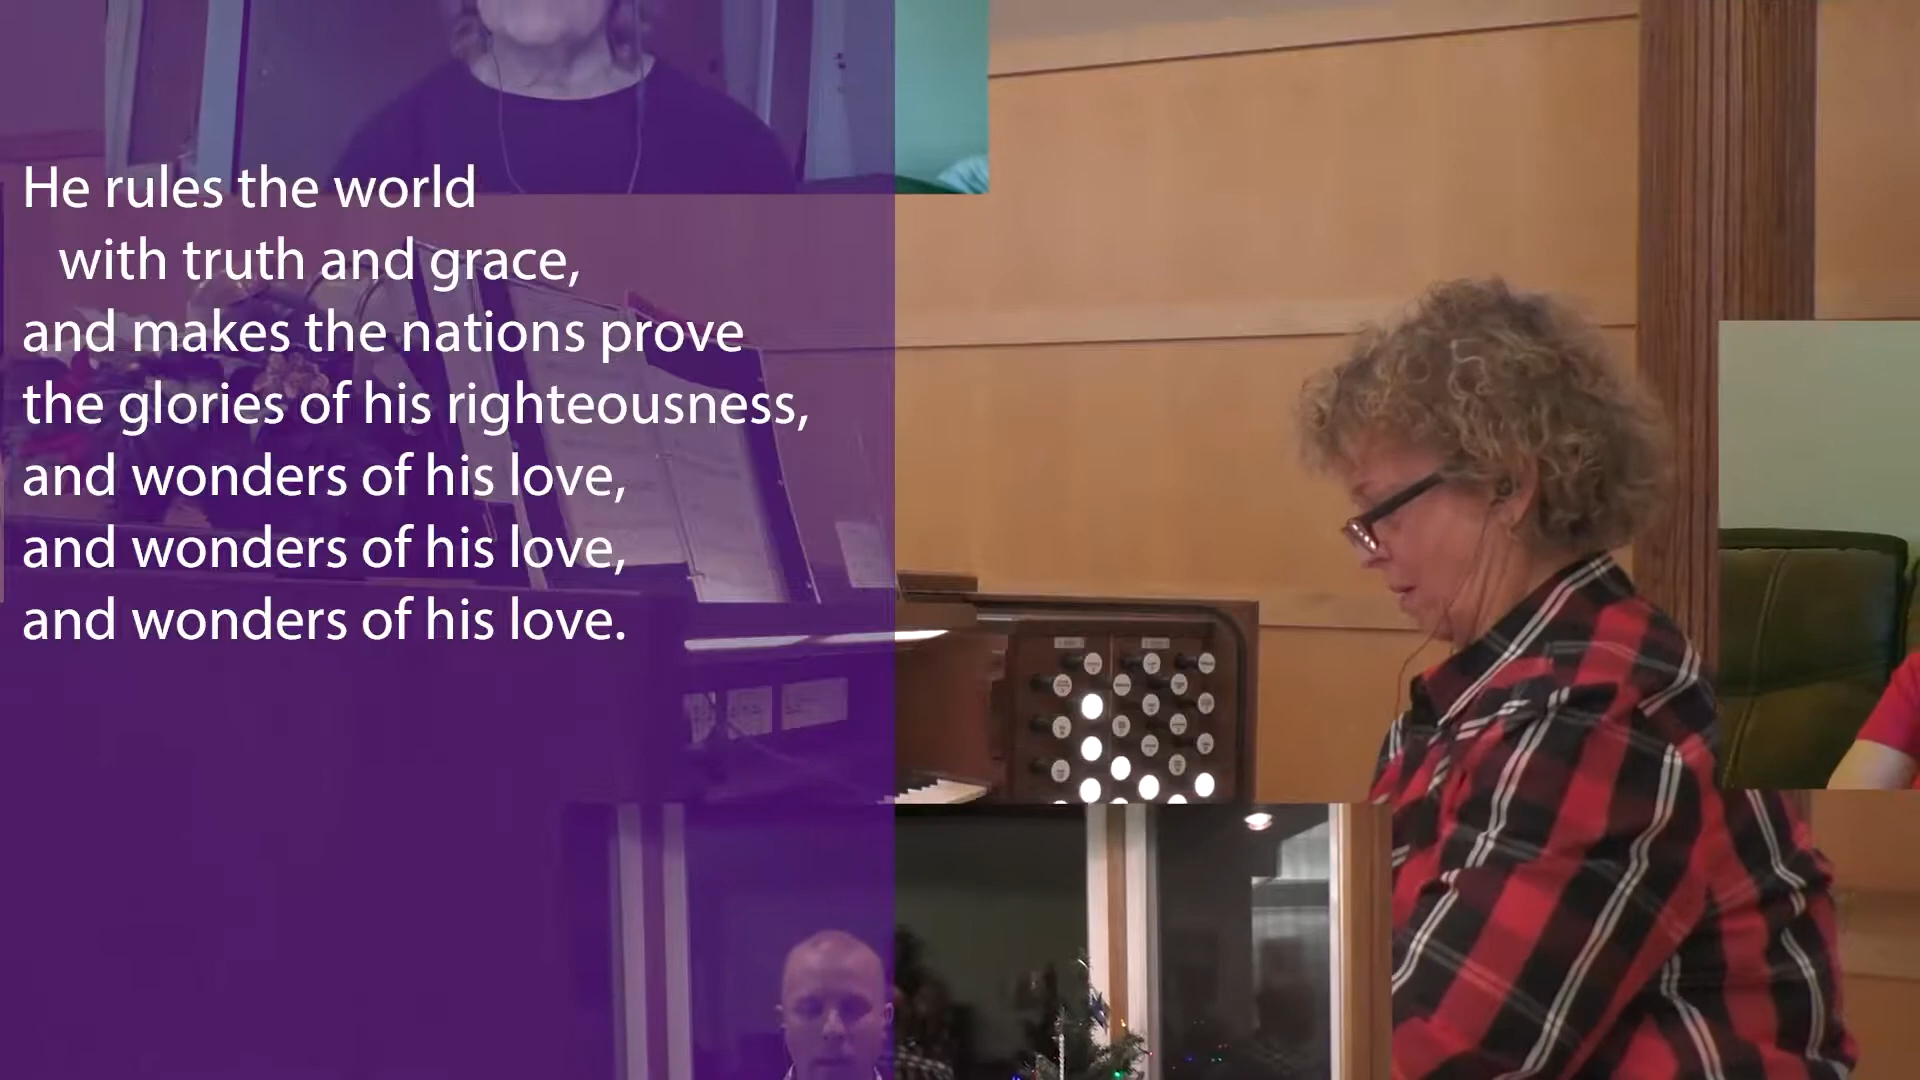 He rules the world
with truth and grace,
and makes the nations prove
the glories of his righteousness,
and wonders of his love,
and wonders of his love,
and wonders of his love.